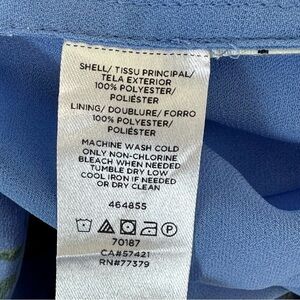 SHELL/ TISSU PRINCIPAL/
TELA EXTERIOR
100% POLYESTER/
POLIÉSTER
LINING/ DOUBLURE/ FORRO
100% POLYESTER/
POLIÉSTER
MACHINE WASH COLD
ONLY NON-CHLORINE
BLEACH WHEN NEEDED
TUMBLE DRY LOW
COOL IRON IF NEEDED
OR DRY CLEAN
464855
70187
CA#57421
RN#77379